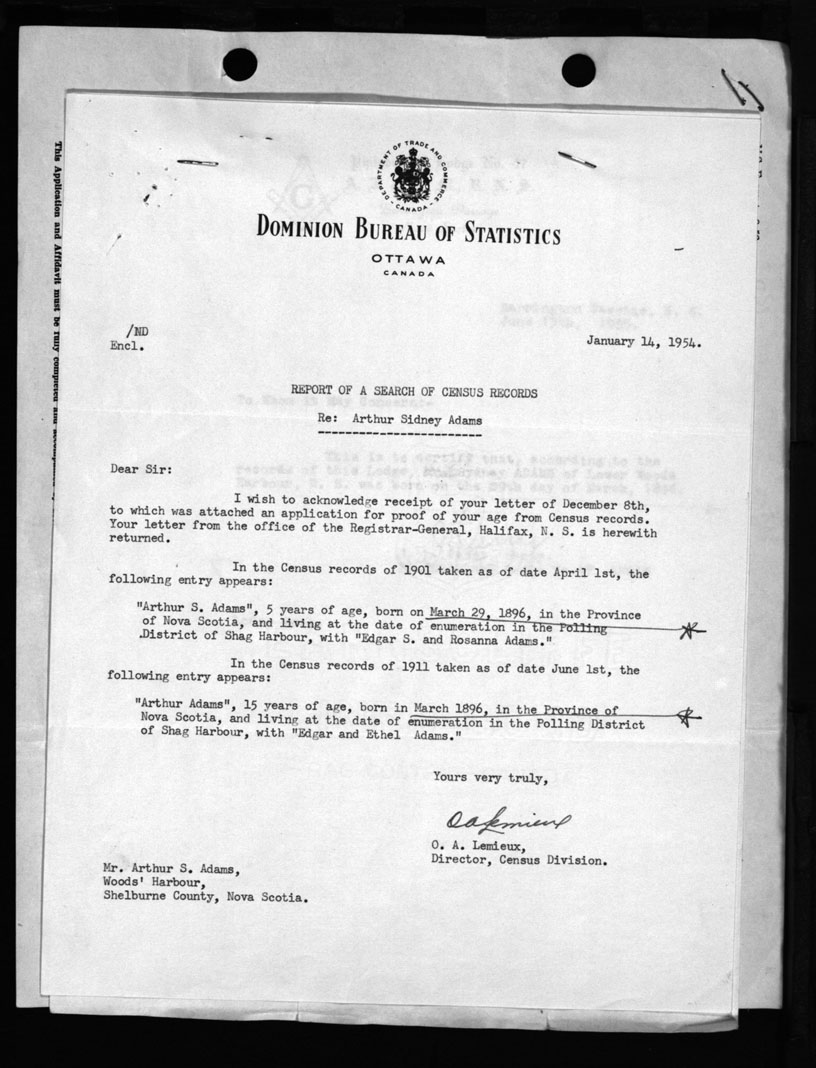 This Application and Affidavit must be fully completed and
DEPARTMENT OF TRADE AND COMMERCE
- CANADA -
DOMINION BUREAU OF STATISTICS
OTTAWA
CANADA
/ND
Encl.
January 14, 1954.
REPORT OF A SEARCH OF CENSUS RECORDS
Re: Arthur Sidney Adams
Dear Sir:
I wish to acknowledge receipt of your letter of December 8th,
to which was attached an application for proof of your age from Census records.
Your letter from the office of the Registrar-General, Halifax, N. S. is herewith
returned.
In the Census records of 1901 taken as of date April 1st, the
following entry appears:
"Arthur S. Adams", 5 years of age, born on March 29, 1896, in the Province
of Nova Scotia, and living at the date of enumeration in the Polling
District of Shag Harbour, with "Edgar S. and Rosanna Adams."
In the Census records of 1911 taken as of date June 1st, the
following entry appears:
"Arthur Adams", 15 years of age, born in March 1896, in the Province of
Nova Scotia, and living at the date of enumeration in the Polling District
of Shag Harbour, with "Edgar and Ethel Adams."
Yours very truly,
OALemieux
O. A. Lemieux,
Director, Census Division.
Mr. Arthur S. Adams,
Woods' Harbour,
Shelburne County, Nova Scotia.